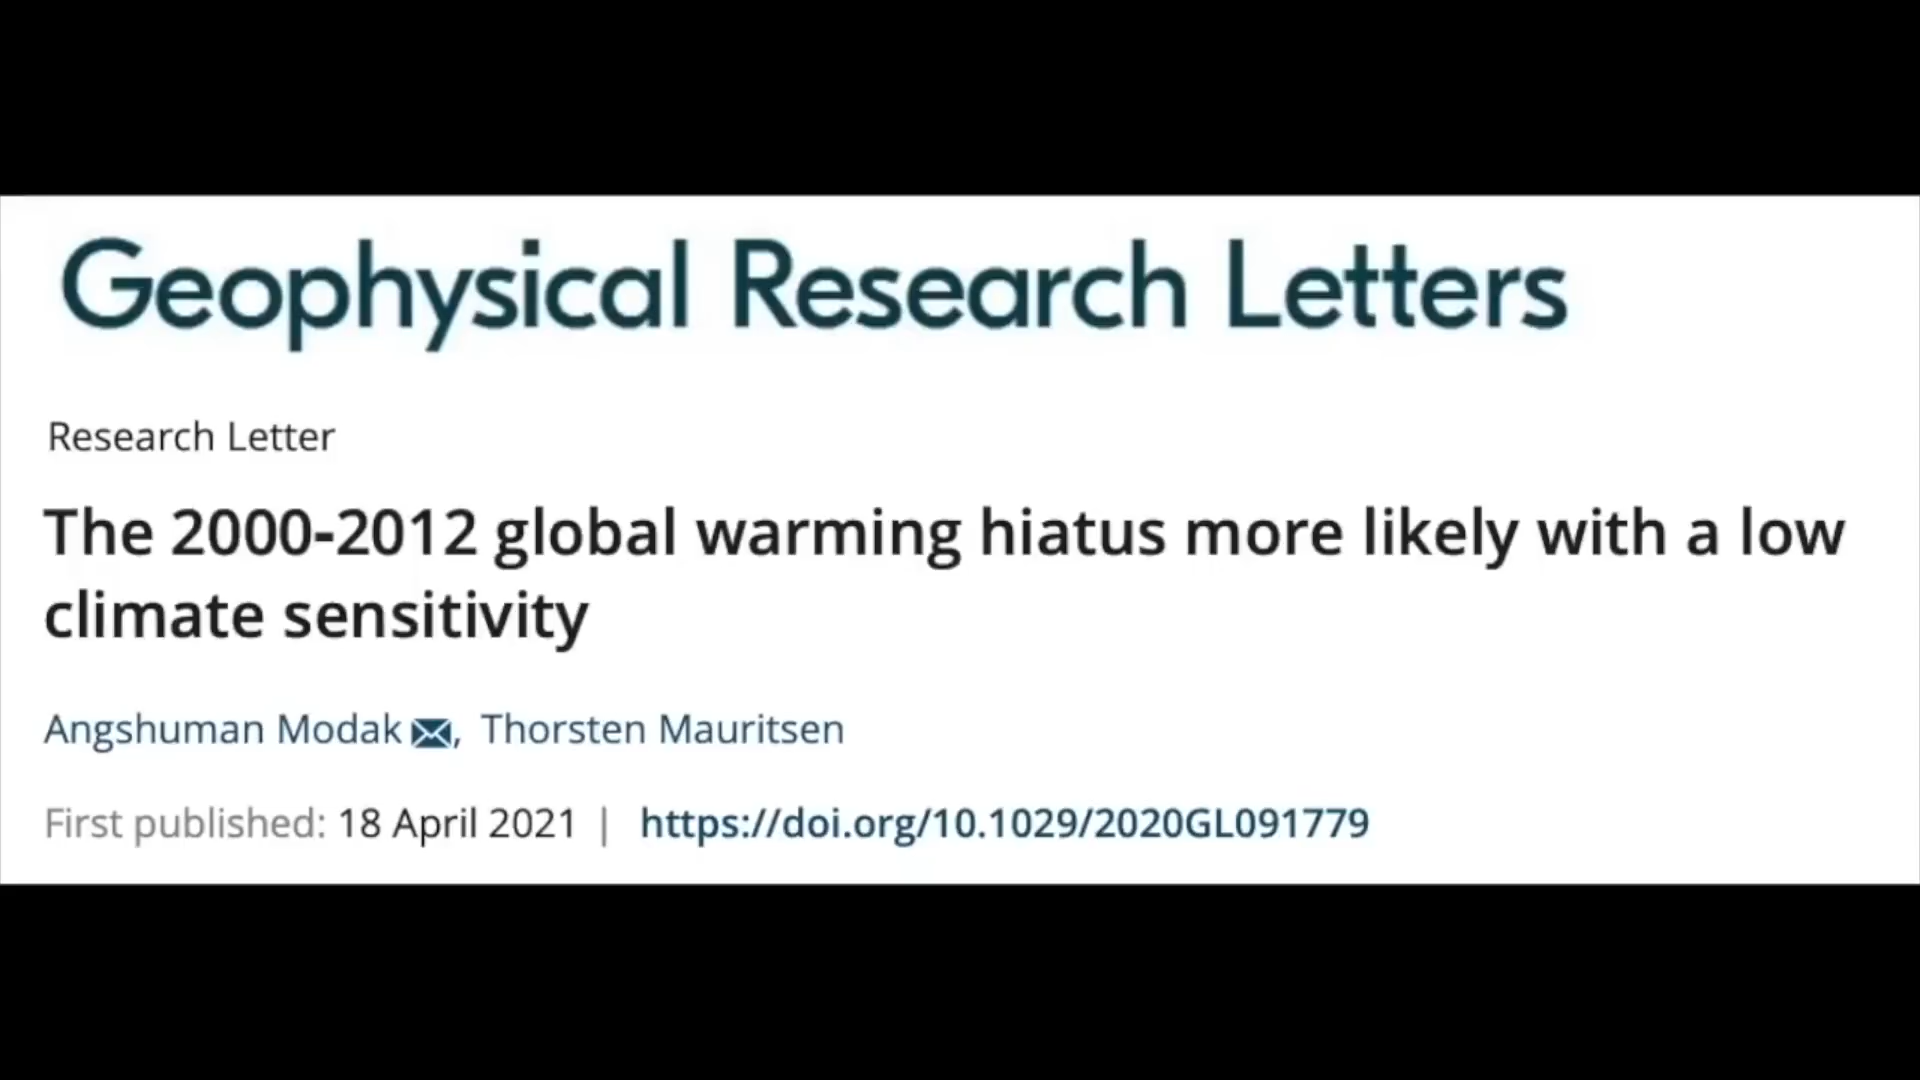 Geophysical Research Letters
Research Letter
The 2000-2012 global warming hiatus more likely with a low
climate sensitivity
Angshuman Modak, Thorsten Mauritsen
First published: 18 April 2021 | https://doi.org/10.1029/2020GL091779